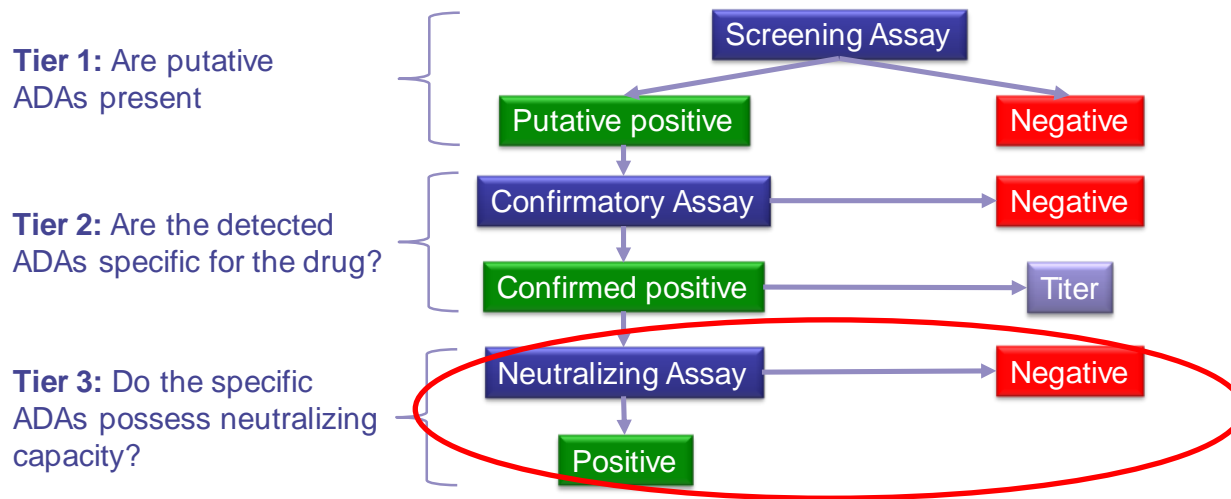 Screening Assay
Tier 1: Are putative
ADAs present
Putative positive
Negative
Confirmatory Assay
Negative
Tier 2: Are the detected
ADAs specific for the drug?
Confirmed positive
Titer
Neutralizing Assay
Negative
Tier 3: Do the specific
ADAs possess neutralizing
capacity?
Positive